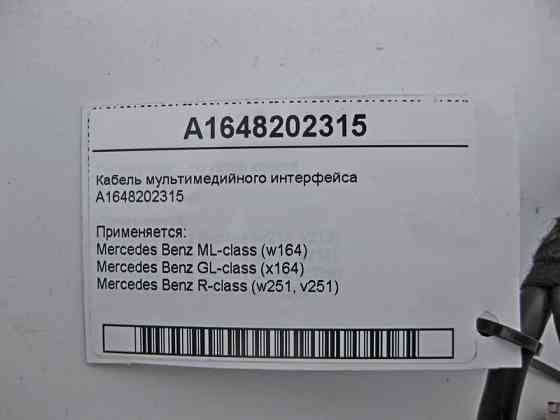 A1648202315
Кабель мультимедийного интерфейса
A1648202315
Применяется:
Mercedes Benz ML-class (w164)
Mercedes Benz GL-class (x164)
Mercedes Benz R-class (w251, v251)